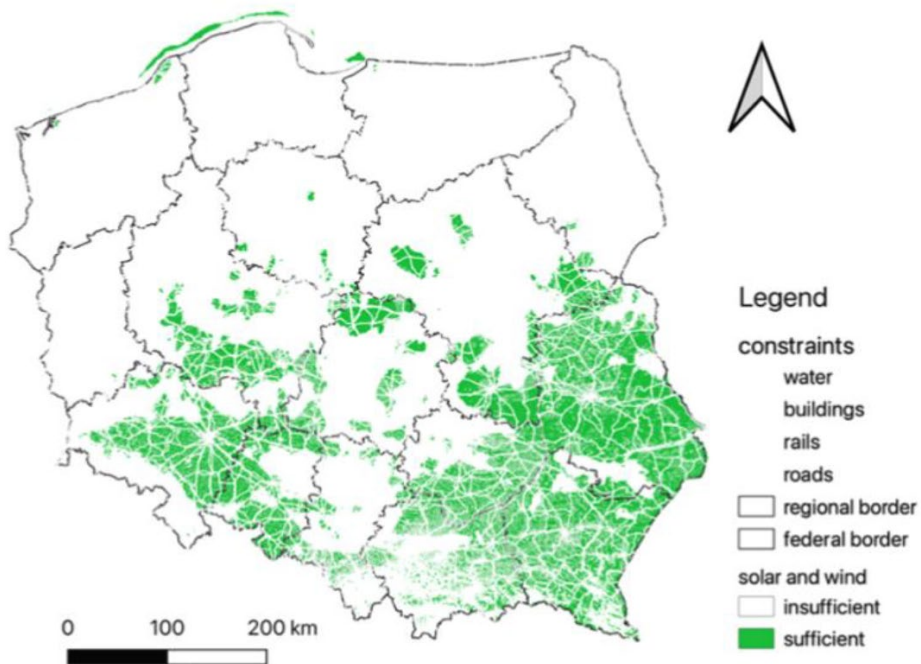 Legend
constraints
water
buildings
rails
roads
regional border
federal border
solar and wind
insufficient
sufficient
0 100 200 km